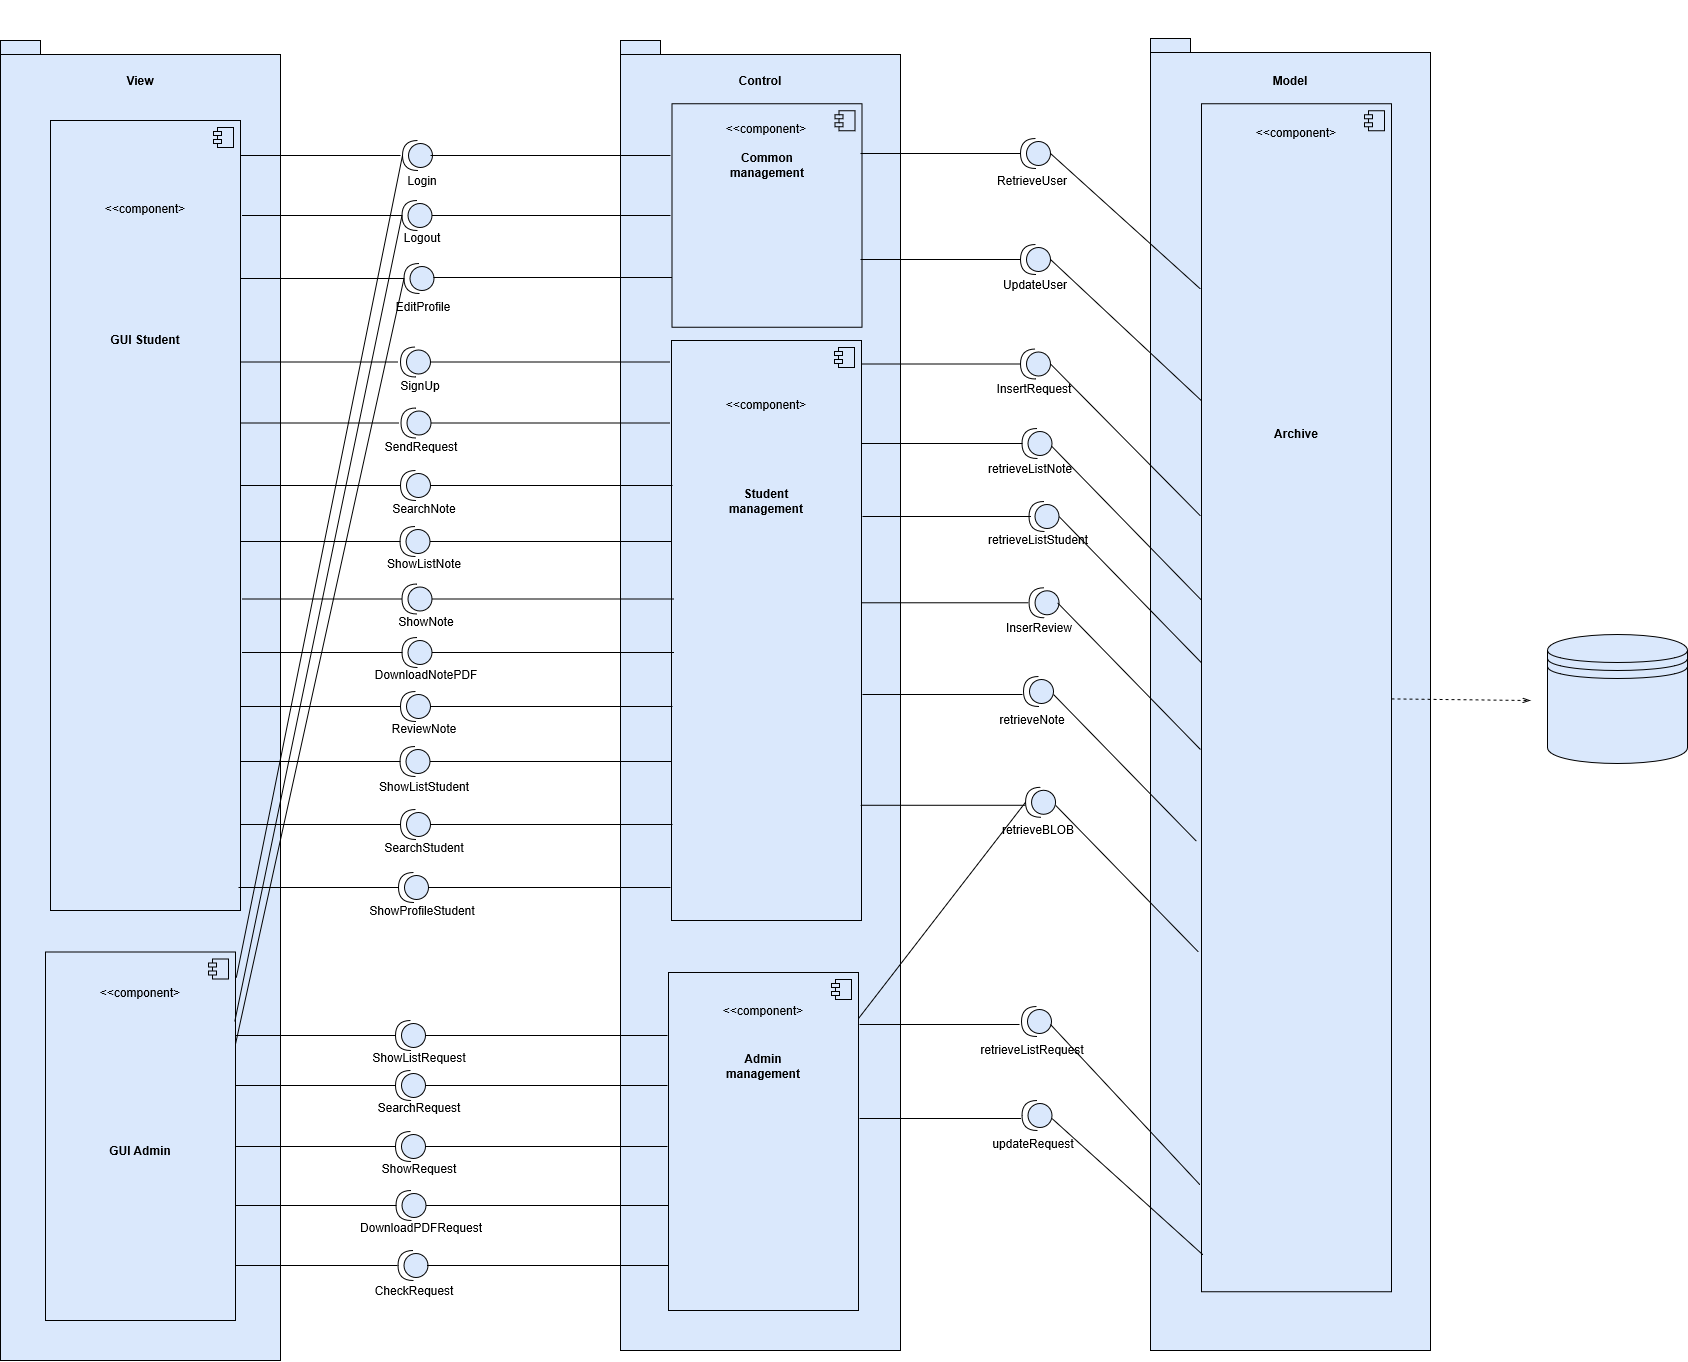 View
<<component>>
GUI Student
<<component>>
GUI Admin
Login
Logout
EditProfile
SignUp
SendRequest
SearchNote
ShowListNote
ShowNote
DownloadNotePDF
ReviewNote
ShowListStudent
SearchStudent
ShowProfileStudent
ShowListRequest
SearchRequest
ShowRequest
DownloadPDFRequest
CheckRequest
Control
<<component>>
Common
management
<<component>>
Student
management
<<component>>
Admin
management
RetrieveUser
UpdateUser
InsertRequest
retrieveListNote
retrieveListStudent
InserReview
retrieveNote
retrieveBLOB
retrieveListRequest
updateRequest
Model
<<component>>
Archive